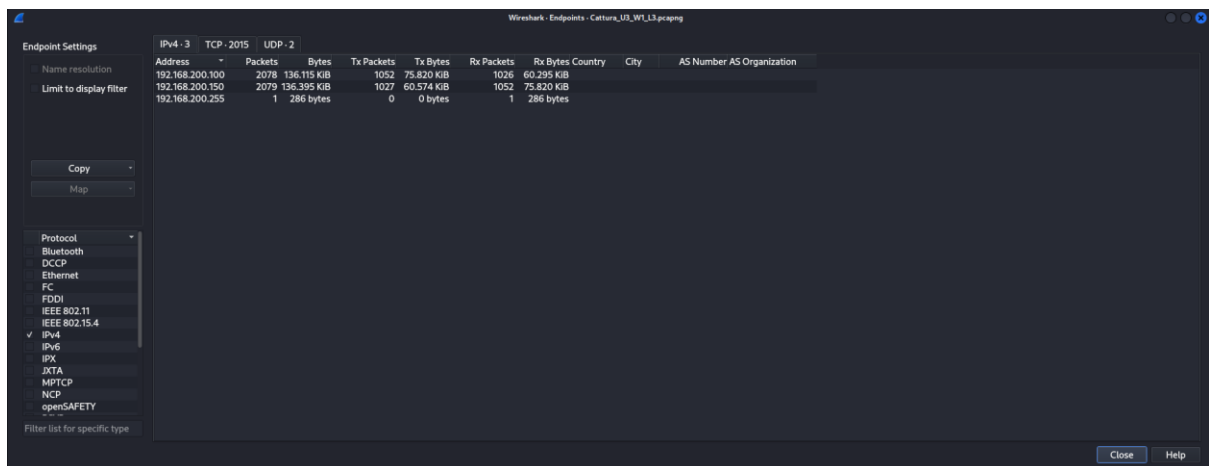 Wireshark · Endpoints · Cattura_U3_W1_L3.pcapng
Endpoint Settings
Name resolution
Limit to display filter
Copy
Map
Protocol
Bluetooth
DCCP
Ethernet
FC
FDDI
IEEE 802.11
IEEE 802.15.4
IPv4
IPv6
IPX
JXTA
MPTCP
NCP
openSAFETY
Filter list for specific type
IPv4 · 3 TCP · 2015 UDP · 2
Address Packets Bytes Tx Packets Tx Bytes Rx Packets Rx Bytes Country City AS Number AS Organization
192.168.200.100 2078 136.115 KiB 1052 75.820 KiB 1026 60.295 KiB
192.168.200.150 2079 136.395 KiB 1027 60.574 KiB 1052 75.820 KiB
192.168.200.255 1 286 bytes 0 0 bytes 1 286 bytes
Close Help